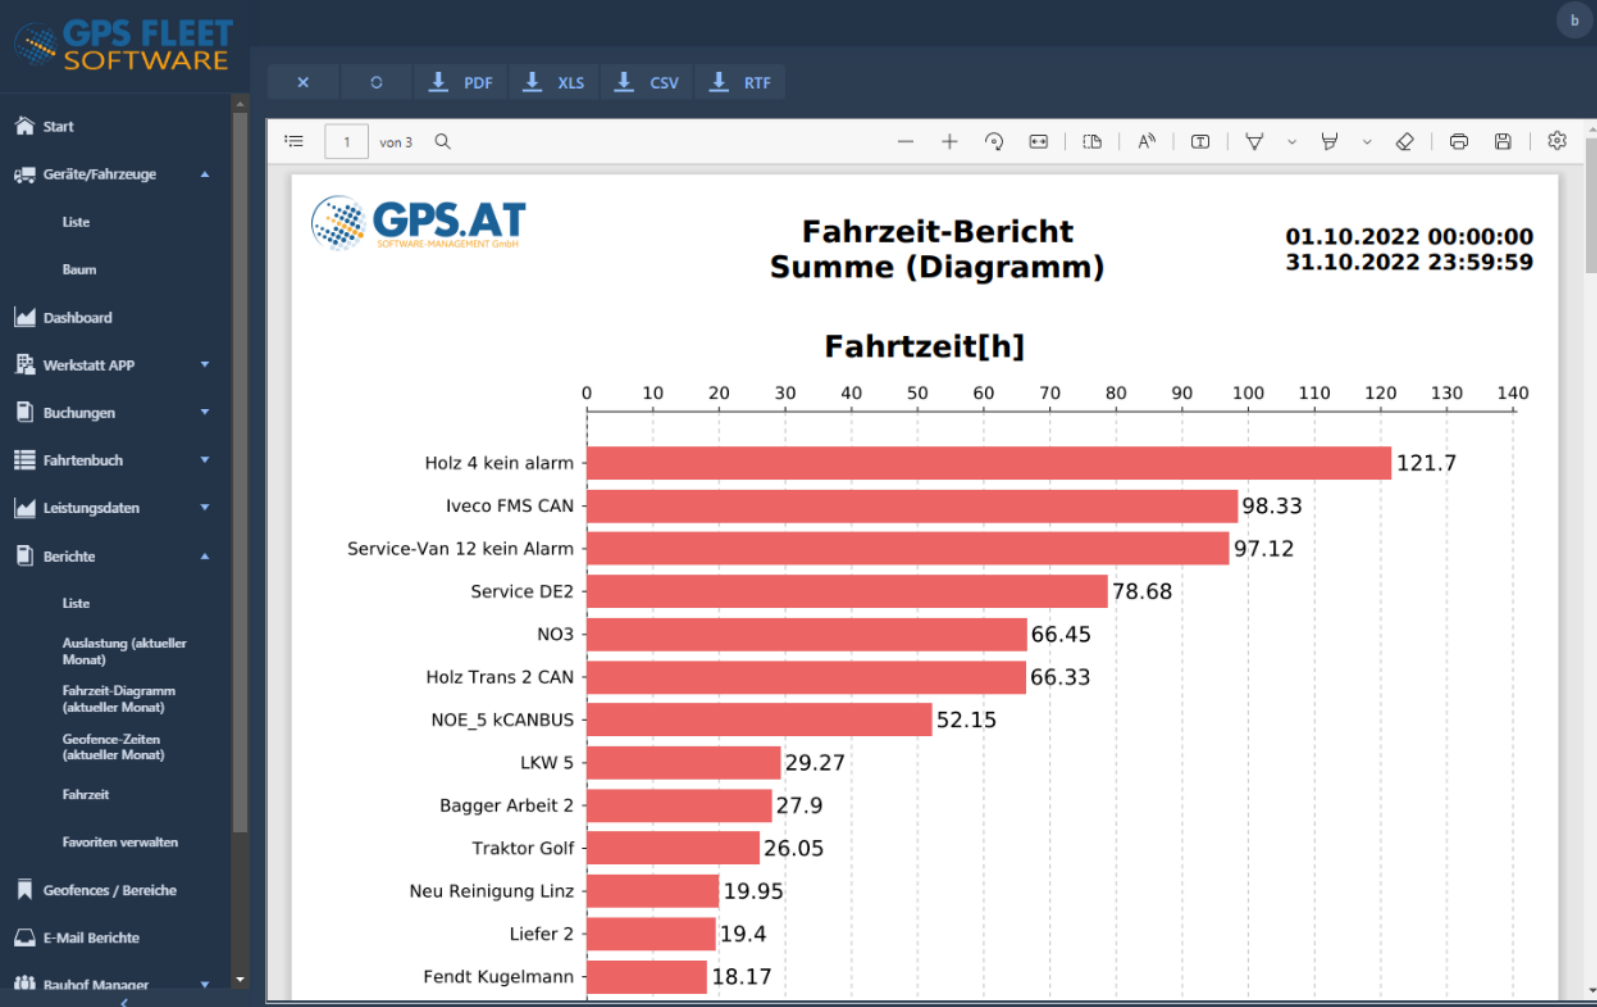 GPS FLEET
SOFTWARE
b
PDF
XLS
CSV
RTF
Start
Geräte/Fahrzeuge
Liste
Baum
Dashboard
Werkstatt APP
Buchungen
Fahrtenbuch
Leistungsdaten
Berichte
Liste
Auslastung (aktueller
Monat)
Fahrzeit-Diagramm
(aktueller Monat)
Geofence-Zeiten
(aktueller Monat)
Fahrzeit
Favoriten verwalten
Geofences / Bereiche
E-Mail Berichte
Bauhof Manager
1 von 3
GPS.AT
SOFTWARE-MANAGEMENT GmbH
Fahrzeit-Bericht
Summe (Diagramm)
01.10.2022 00:00:00
31.10.2022 23:59:59
Fahrtzeit[h]
0 10 20 30 40 50 60 70 80 90 100 110 120 130 140
Holz 4 kein alarm 121.7
Iveco FMS CAN 98.33
Service-Van 12 kein Alarm 97.12
Service DE2 78.68
NO3 66.45
Holz Trans 2 CAN 66.33
NOE_5 kCANBUS 52.15
LKW 5 29.27
Bagger Arbeit 2 27.9
Traktor Golf 26.05
Neu Reinigung Linz 19.95
Liefer 2 19.4
Fendt Kugelmann 18.17